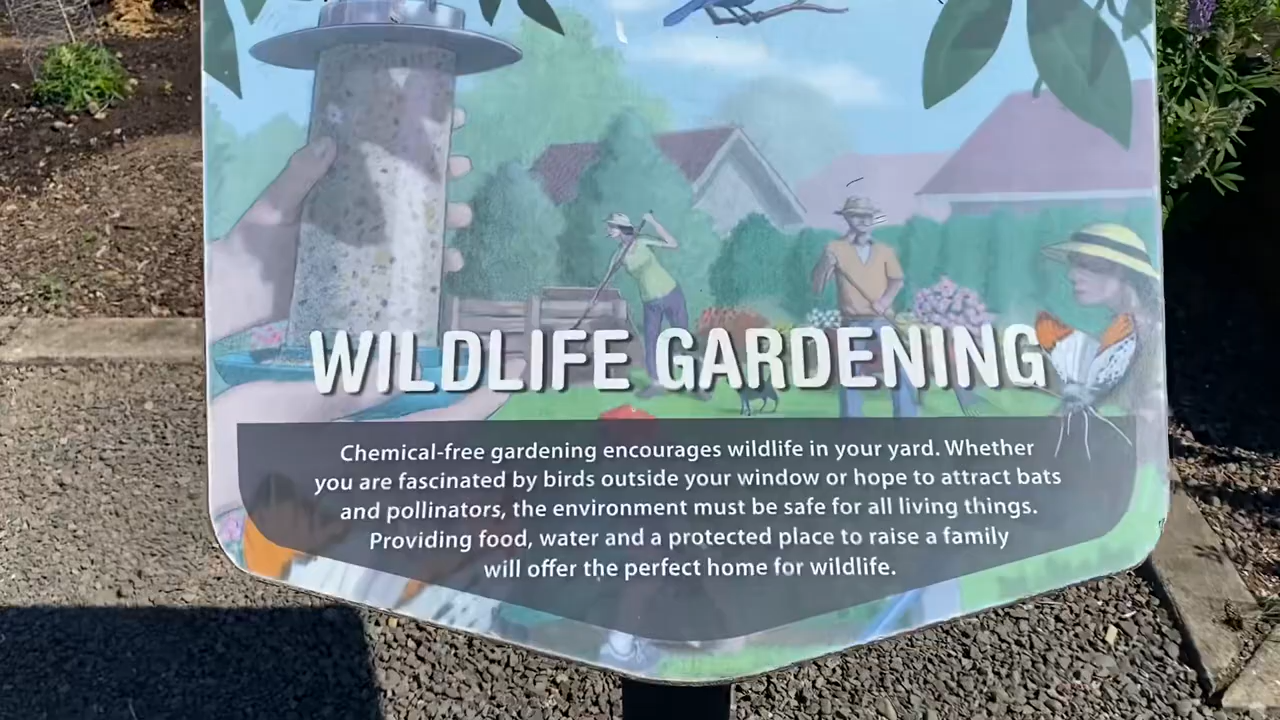 WILDLIFE GARDENING
Chemical-free gardening encourages wildlife in your yard. Whether
you are fascinated by birds outside your window or hope to attract bats
and pollinators, the environment must be safe for all living things.
Providing food, water and a protected place to raise a family
will offer the perfect home for wildlife.